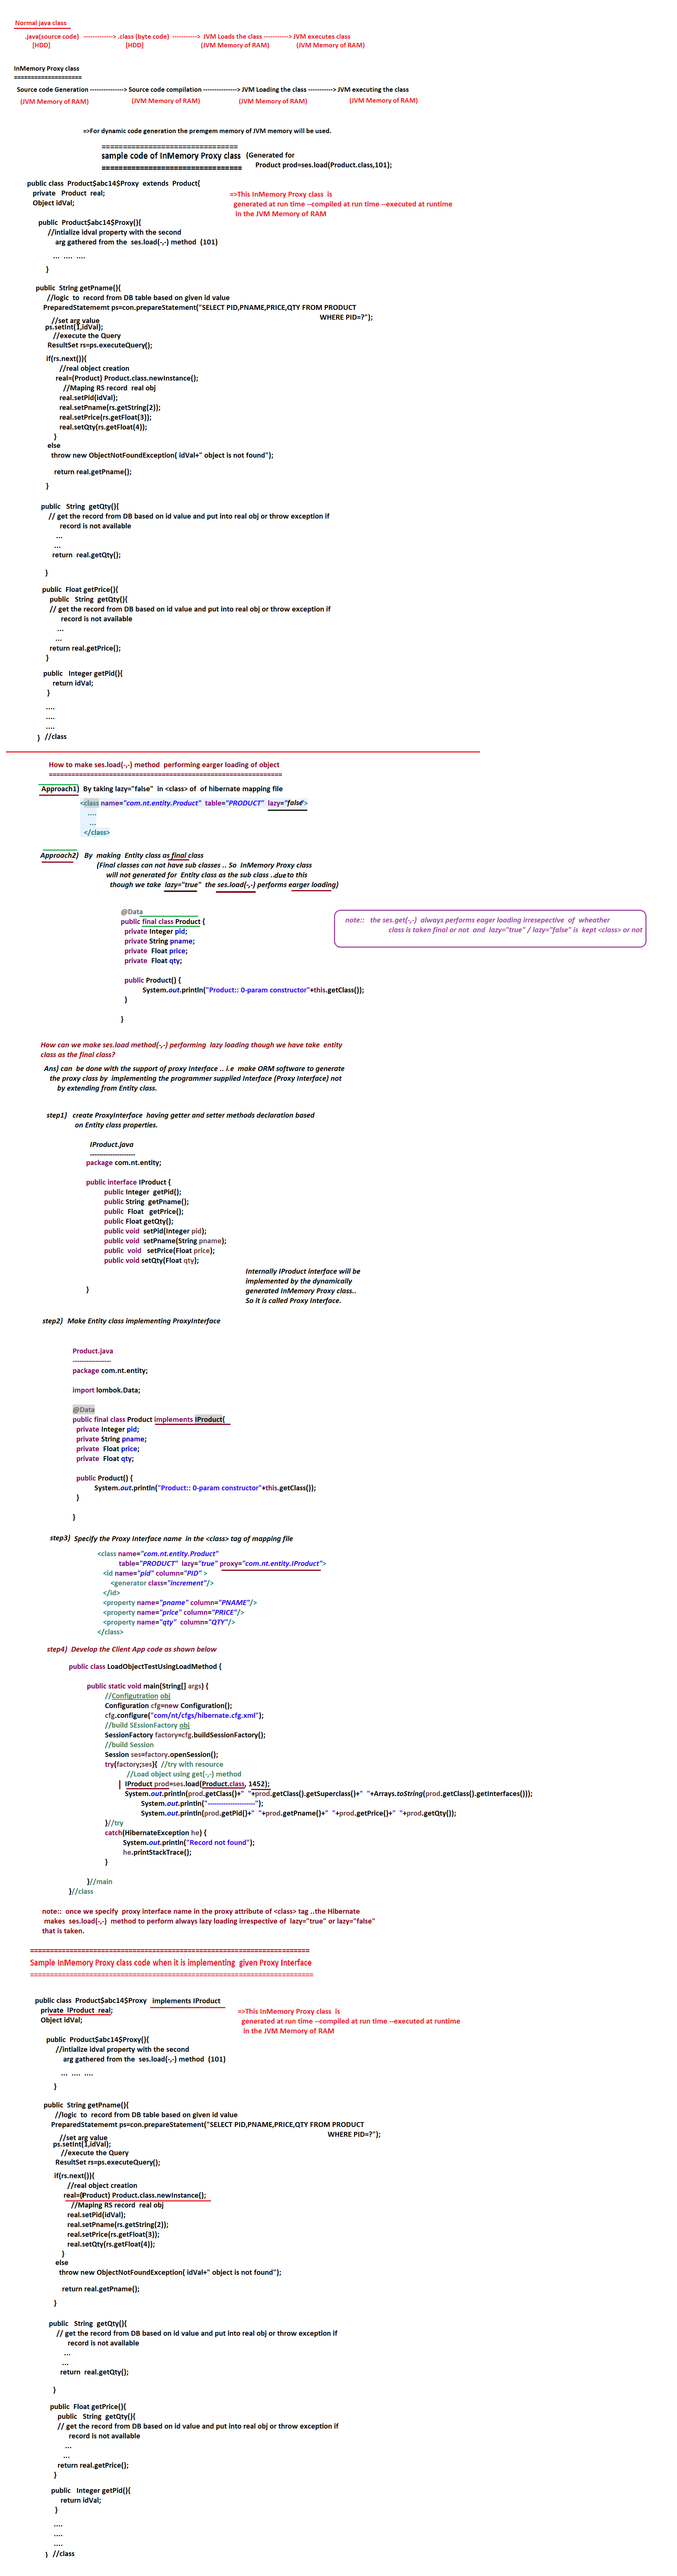 Normal java class
.java(source code) -------------> .class (byte code) -----------> JVM Loads the class -----------> JVM executes class
[HDD] [HDD] (JVM Memory of RAM) (JVM Memory of RAM)
InMemory Proxy class
=====================
Source code Generation ---------------> Source code compilation ---------------> JVM Loading the class -----------> JVM executing the class
(JVM Memory of RAM) (JVM Memory of RAM) (JVM Memory of RAM) (JVM Memory of RAM)
=>For dynamic code generation the premgem memory of JVM memory will be used.
================================
sample code of InMemory Proxy class (Generated for
Product prod=ses.load(Product.class,101);
=================================
public class Product$abc14$Proxy extends Product{
private Product real;
Object idVal;
=>This InMemory Proxy class is
generated at run time --compiled at run time --executed at runtime
in the JVM Memory of RAM
public Product$abc14$Proxy(){
//intialize idval property with the second
arg gathered from the ses.load(-,-) method (101)
... .... ....
}
public String getPname(){
//logic to record from DB table based on given id value
PreparedStatememt ps=con.prepareStatement("SELECT PID,PNAME,PRICE,QTY FROM PRODUCT
WHERE PID=?");
//set arg value
ps.setInt(1,idVal);
//execute the Query
ResultSet rs=ps.executeQuery();
if(rs.next()){
//real object creation
real=(Product) Product.class.newInstance();
//Maping RS record real obj
real.setPid(idVal);
real.setPname(rs.getString(2));
real.setPrice(rs.getFloat(3));
real.setQty(rs.getFloat(4));
}
else
throw new ObjectNotFoundException( idVal+" object is not found");
return real.getPname();
}
public String getQty(){
// get the record from DB based on id value and put into real obj or throw exception if
record is not available
...
...
return real.getQty();
}
public Float getPrice(){
public String getQty(){
// get the record from DB based on id value and put into real obj or throw exception if
record is not available
...
...
return real.getPrice();
}
public Integer getPid(){
return idVal;
}
....
....
....
} //class
How to make ses.load(-,-) method performing earger loading of object
==============================================================
Approach1) By taking lazy="false" in <class> of of hibernate mapping file
<class name="com.nt.entity.Product" table="PRODUCT" lazy="false">
....
...
</class>
Approach2) By making Entity class as final class
(Final classes can not have sub classes .. So InMemory Proxy class
will not generated for Entity class as the sub class ..due to this
though we take lazy="true" the ses.load(-,-) performs earger loading)
@Data
public final class Product {
private Integer pid;
private String pname;
private Float price;
private Float qty;
public Product() {
System.out.println("Product:: 0-param constructor"+this.getClass());
}
}
note:: the ses.get(-,-) always performs eager loading irresepective of wheather
class is taken final or not and lazy="true" / lazy="false" is kept <class> or not
How can we make ses.load method(-,-) performing lazy loading though we have take entity
class as the final class?
Ans) can be done with the support of proxy Interface .. i.e make ORM software to generate
the proxy class by implementing the programmer supplied Interface (Proxy Interface) not
by extending from Entity class.
step1) create ProxyInterface having getter and setter methods declaration based
on Entity class properties.
IProduct.java
--------------------
package com.nt.entity;
public interface IProduct {
public Integer getPid();
public String getPname();
public Float getPrice();
public Float getQty();
public void setPid(Integer pid);
public void setPname(String pname);
public void setPrice(Float price);
public void setQty(Float qty);
}
Internally IProduct interface will be
implemented by the dynamically
generated InMemory Proxy class..
So it is called Proxy Interface.
step2) Make Entity class implementing ProxyInterface
Product.java
-----------------
package com.nt.entity;
import lombok.Data;
@Data
public final class Product implements IProduct{
private Integer pid;
private String pname;
private Float price;
private Float qty;
public Product() {
System.out.println("Product:: 0-param constructor"+this.getClass());
}
}
step3) Specify the Proxy Interface name in the <class> tag of mapping file
<class name="com.nt.entity.Product"
table="PRODUCT" lazy="true" proxy="com.nt.entity.IProduct">
<id name="pid" column="PID" >
<generator class="increment"/>
</id>
<property name="pname" column="PNAME"/>
<property name="price" column="PRICE"/>
<property name="qty" column="QTY"/>
</class>
step4) Develop the Client App code as shown below
public class LoadObjectTestUsingLoadMethod {
public static void main(String[] args) {
//Configutration obj
Configuration cfg=new Configuration();
cfg.configure("com/nt/cfgs/hibernate.cfg.xml");
//build SEssionFactory obj
SessionFactory factory=cfg.buildSessionFactory();
//build Session
Session ses=factory.openSession();
try(factory;ses){ //try with resource
//Load object using get(-,-) method
IProduct prod=ses.load(Product.class, 1452);
System.out.println(prod.getClass()+" "+prod.getClass().getSuperclass()+" "+Arrays.toString(prod.getClass().getInterfaces()));
System.out.println("---------------------");
System.out.println(prod.getPid()+" "+prod.getPname()+" "+prod.getPrice()+" "+prod.getQty());
}//try
catch(HibernateException he) {
System.out.println("Record not found");
he.printStackTrace();
}
}//main
}//class
note:: once we specify proxy interface name in the proxy attribute of <class> tag ..the Hibernate
makes ses.load(-,-) method to perform always lazy loading irrespective of lazy="true" or lazy="false"
that is taken.
=====================================================================
Sample InMemory Proxy class code when it is implementing given Proxy Interface
======================================================================
public class Product$abc14$Proxy implements IProduct
private IProduct real;
Object idVal;
=>This InMemory Proxy class is
generated at run time --compiled at run time --executed at runtime
in the JVM Memory of RAM
public Product$abc14$Proxy(){
//intialize idval property with the second
arg gathered from the ses.load(-,-) method (101)
... .... ....
}
public String getPname(){
//logic to record from DB table based on given id value
PreparedStatememt ps=con.prepareStatement("SELECT PID,PNAME,PRICE,QTY FROM PRODUCT
WHERE PID=?");
//set arg value
ps.setInt(1,idVal);
//execute the Query
ResultSet rs=ps.executeQuery();
if(rs.next()){
//real object creation
real=(Product) Product.class.newInstance();
//Maping RS record real obj
real.setPid(idVal);
real.setPname(rs.getString(2));
real.setPrice(rs.getFloat(3));
real.setQty(rs.getFloat(4));
}
else
throw new ObjectNotFoundException( idVal+" object is not found");
return real.getPname();
}
public String getQty(){
// get the record from DB based on id value and put into real obj or throw exception if
record is not available
...
...
return real.getQty();
}
public Float getPrice(){
public String getQty(){
// get the record from DB based on id value and put into real obj or throw exception if
record is not available
...
...
return real.getPrice();
}
public Integer getPid(){
return idVal;
}
....
....
....
} //class